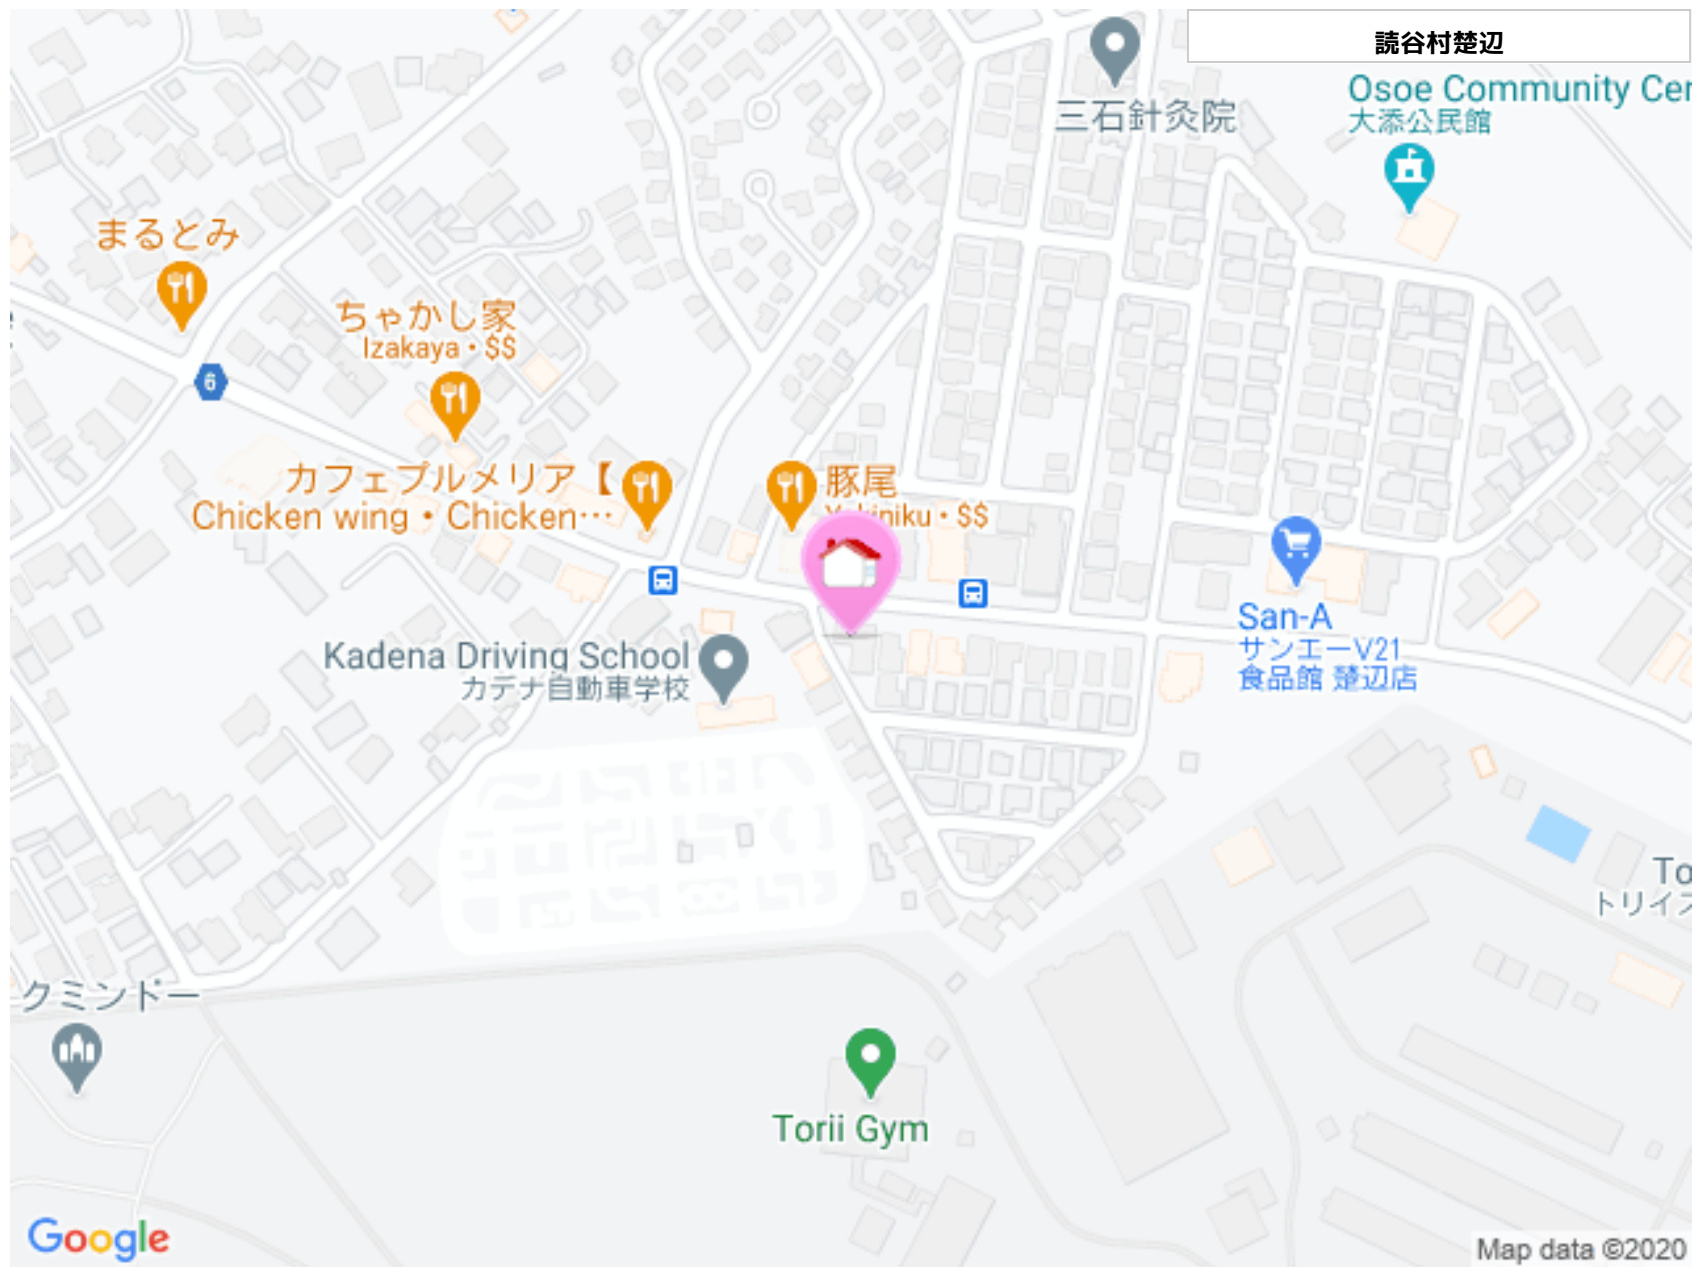 読谷村楚辺
Osoe Community Cer
大添公民館
三石針灸院
まるとみ
ちゃかし家
Izakaya • $$
6
カフェプルメリア【
Chicken wing • Chicken…
豚尾
Yakiniku • $$
San-A
サンエーV21
食品館 楚辺店
Kadena Driving School
カデナ自動車学校
To
トリイス
クミンドー
Torii Gym
Google
Map data ©2020